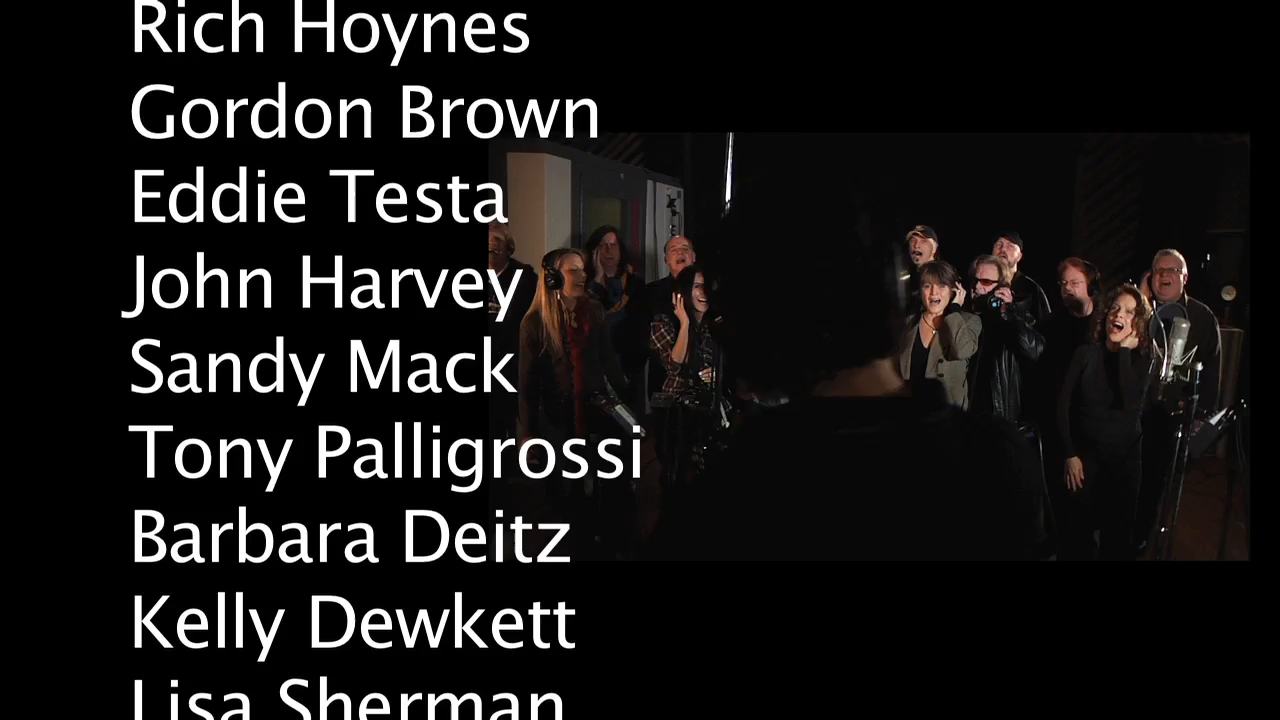 Rich Hoynes
Gordon Brown
Eddie Testa
John Harvey
Sandy Mack
Tony Palligrossi
Barbara Deitz
Kelly Dewkett
Lisa Sherman